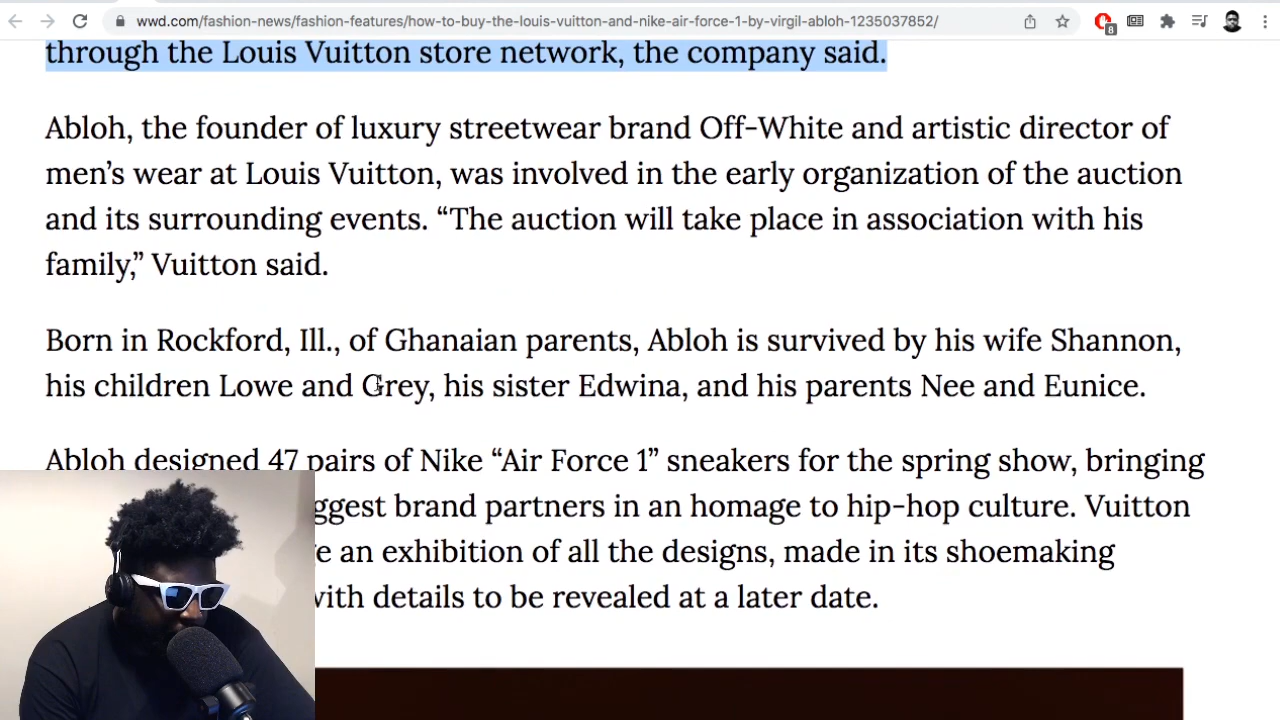 wwd.com/fashion-news/fashion-features/how-to-buy-the-louis-vuitton-and-nike-air-force-1-by-virgil-abloh-1235037852/
8
through the Louis Vuitton store network, the company said.
Abloh, the founder of luxury streetwear brand Off-White and artistic director of
men’s wear at Louis Vuitton, was involved in the early organization of the auction
and its surrounding events. “The auction will take place in association with his
family,” Vuitton said.
Born in Rockford, Ill., of Ghanaian parents, Abloh is survived by his wife Shannon,
his children Lowe and Grey, his sister Edwina, and his parents Nee and Eunice.
Abloh designed 47 pairs of Nike “Air Force 1” sneakers for the spring show, bringing
brand partners in an homage to hip-hop culture. Vuitton
an exhibition of all the designs, made in its shoemaking
with details to be revealed at a later date.